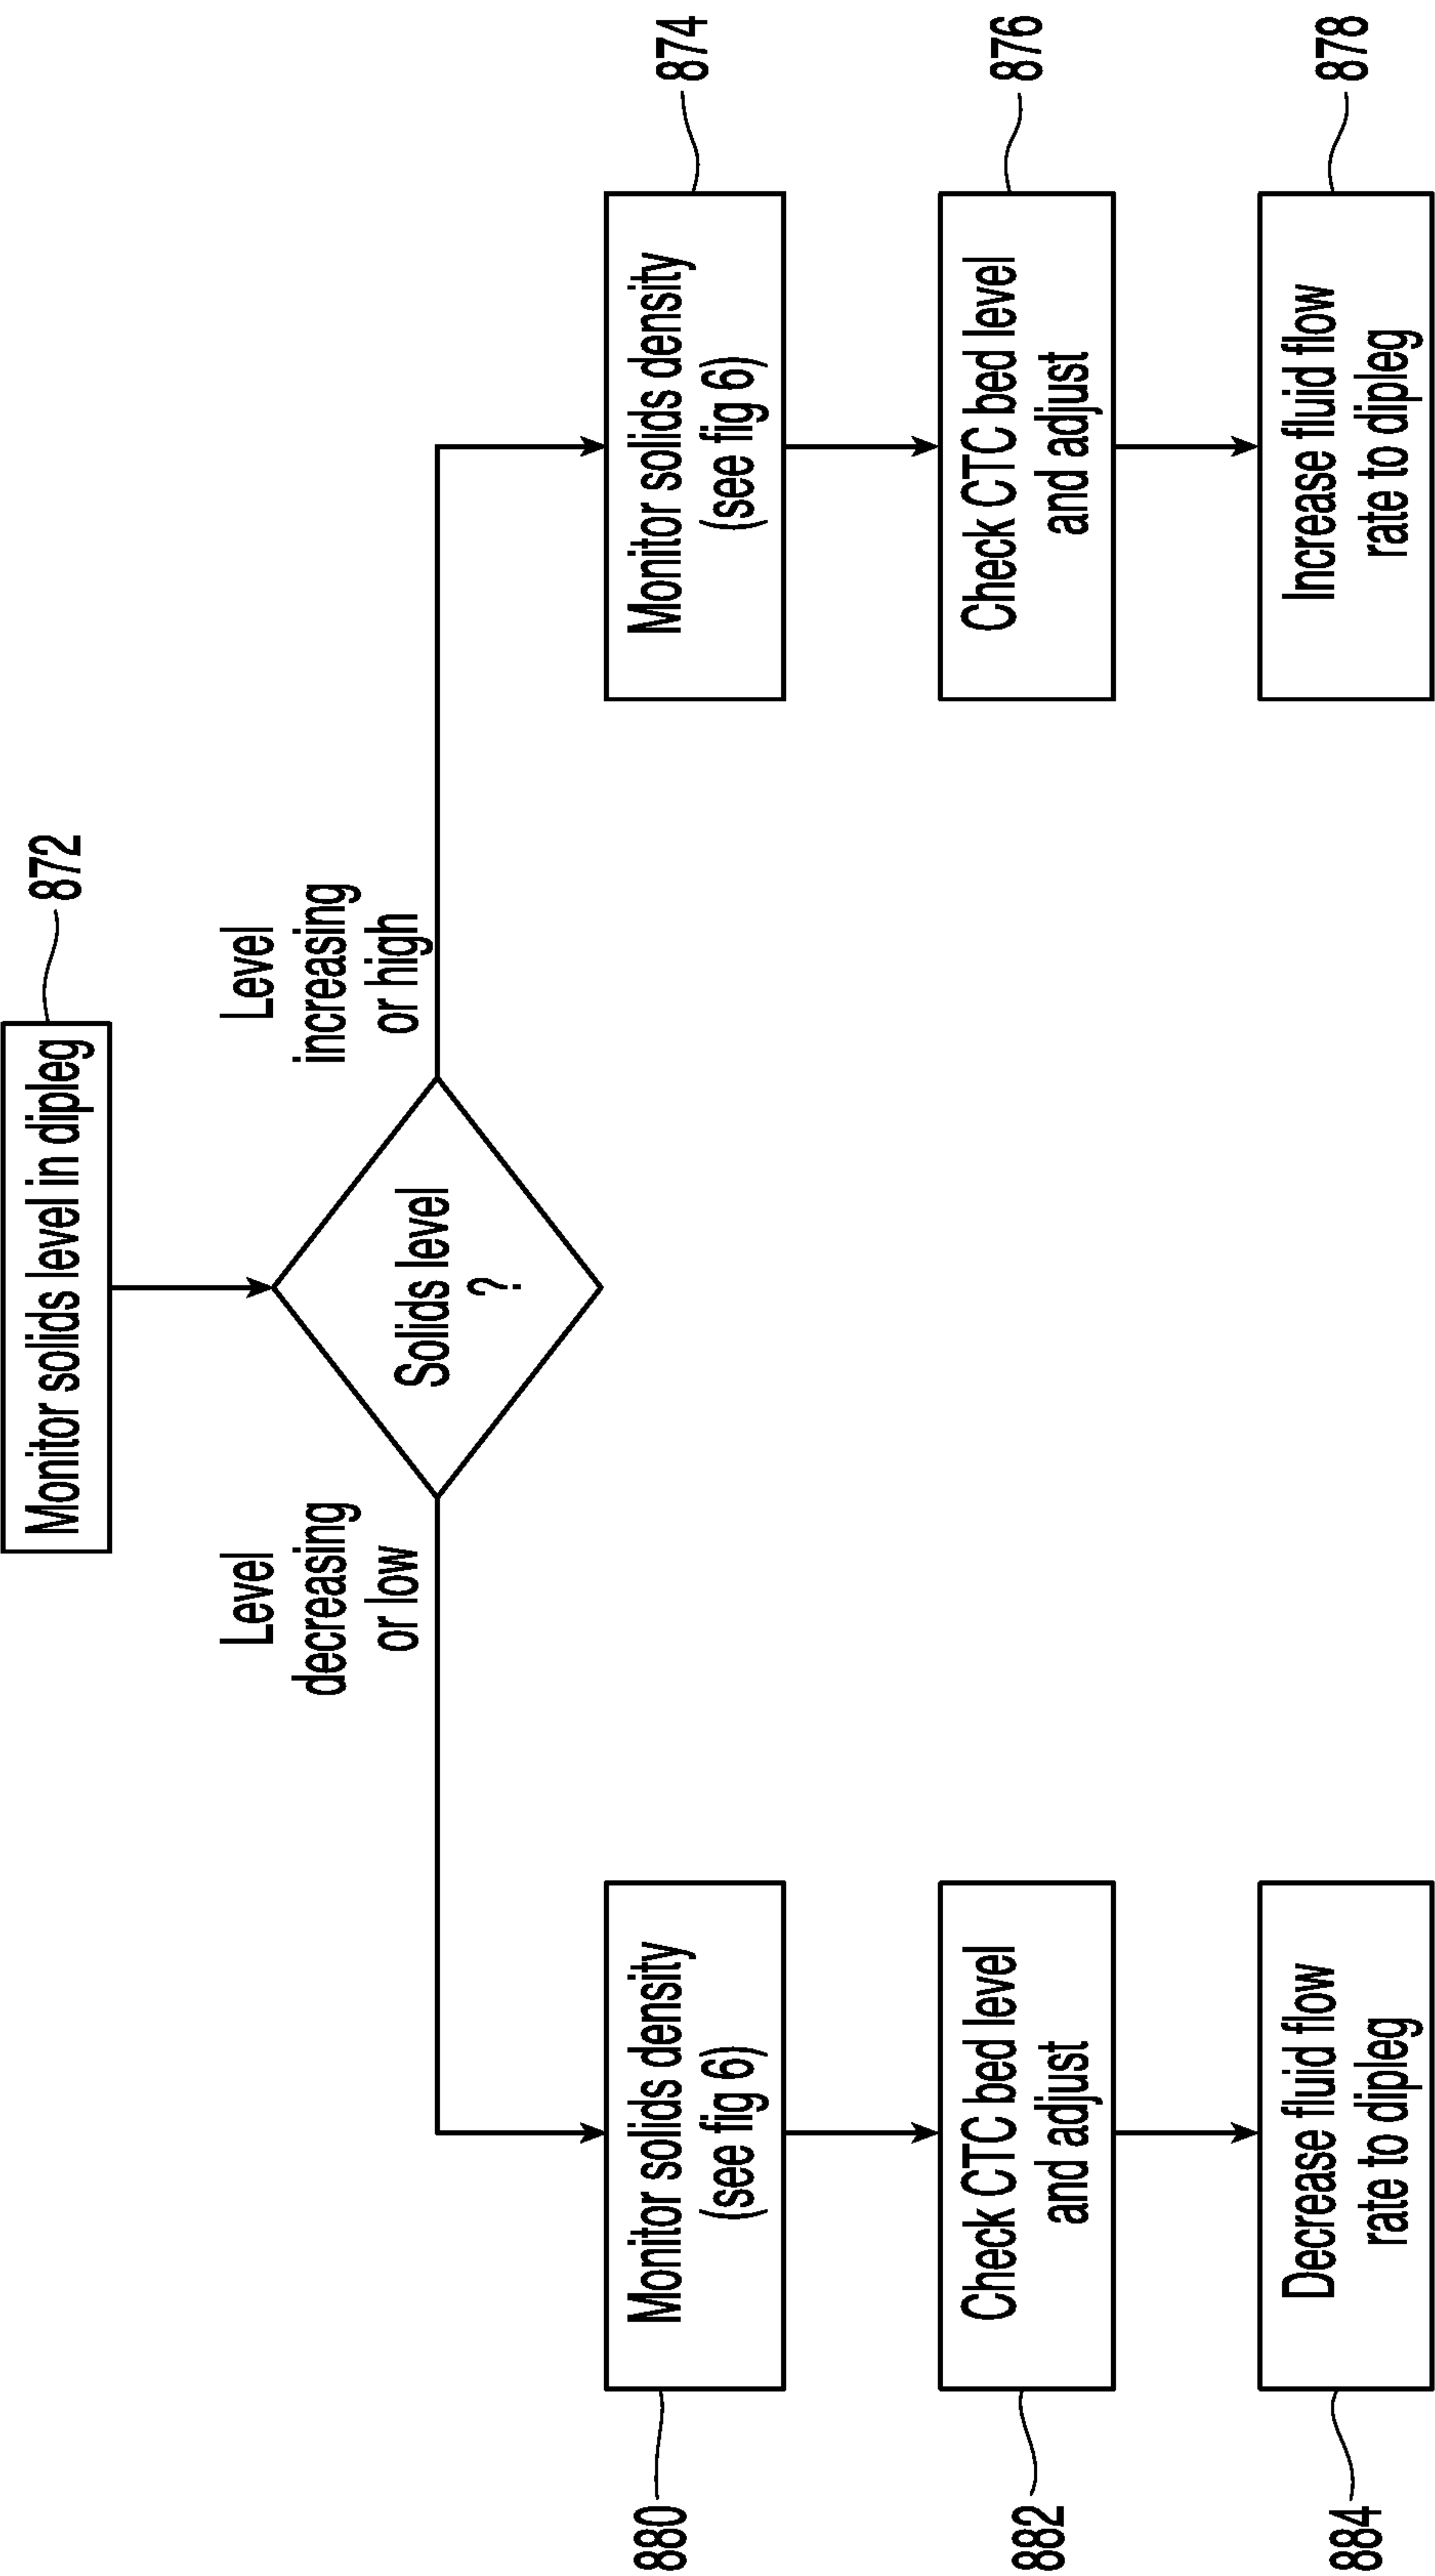 Monitor solids level in dipleg
872
Level
decreasing
or low
Level
increasing
or high
Solids level
?
880
Monitor solids density
(see fig 6)
Monitor solids density
(see fig 6)
874
882
Check CTC bed level
and adjust
Check CTC bed level
and adjust
876
884
Decrease fluid flow
rate to dipleg
Increase fluid flow
rate to dipleg
878